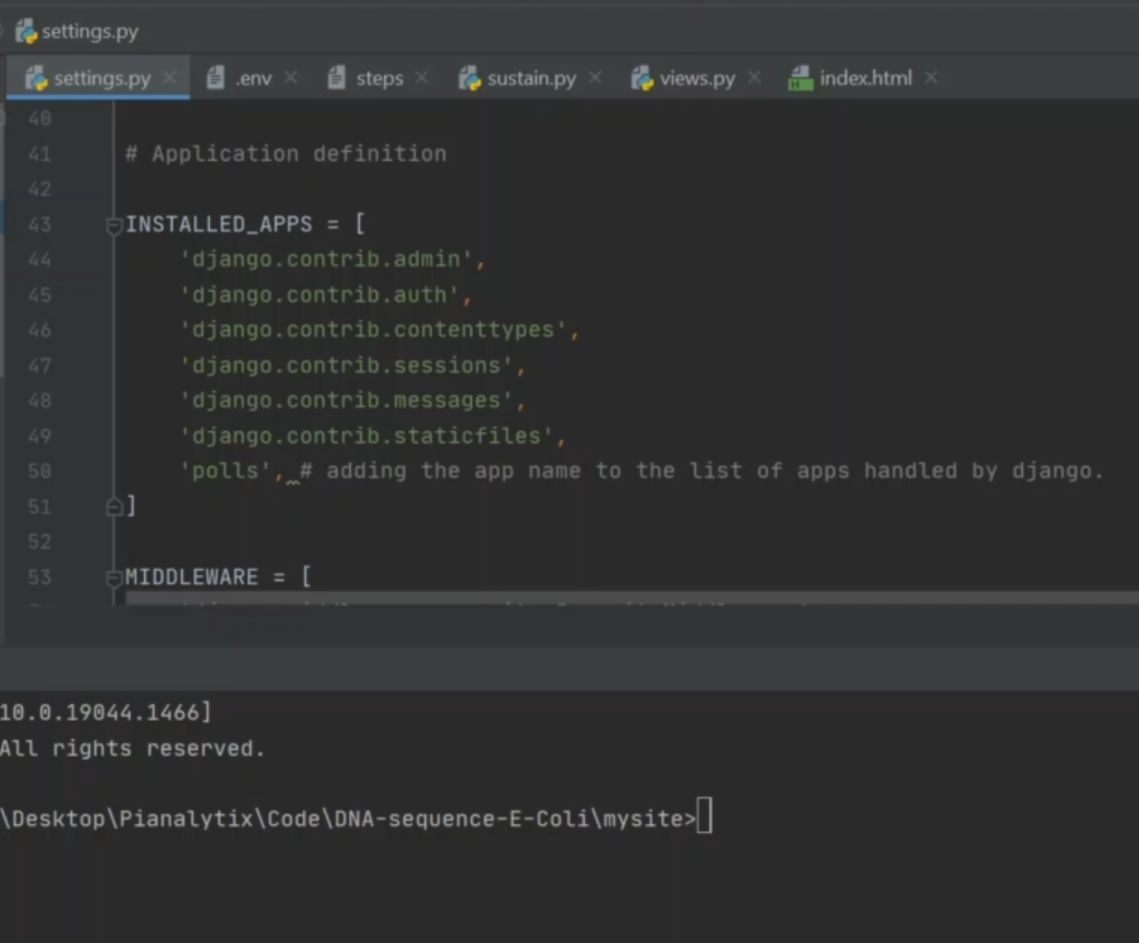 settings.py
settings.py × .env × steps × sustain.py × views.py × index.html ×
40
41 # Application definition
42
43 INSTALLED_APPS = [
44 'django.contrib.admin',
45 'django.contrib.auth',
46 'django.contrib.contenttypes',
47 'django.contrib.sessions',
48 'django.contrib.messages',
49 'django.contrib.staticfiles',
50 'polls', # adding the app name to the list of apps handled by django.
51 ]
52
53 MIDDLEWARE = [
10.0.19044.1466]
All rights reserved.
\Desktop\Pianalytix\Code\DNA-sequence-E-Coli\mysite>